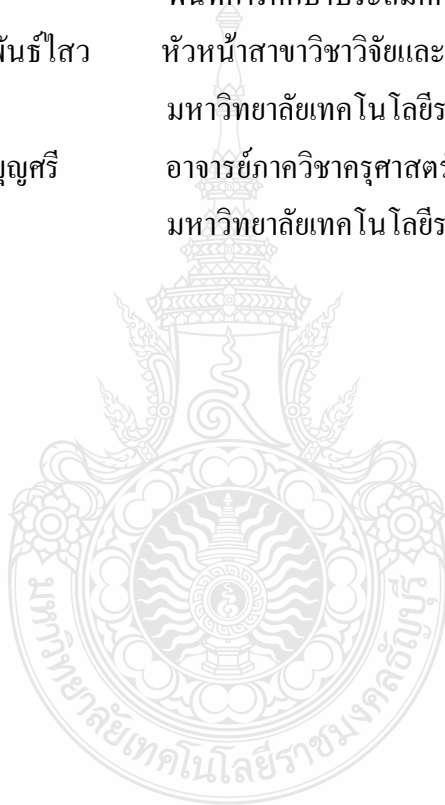 พันธ์ไสว หัวหน้าสาขาวิชาวิจัยและ
มหาวิทยาลัยเทคโนโลยีร
บุญศรี อาจารย์ภาควิชาครุศาสตร์
มหาวิทยาลัยเทคโนโลยีร
มหาวิทยาลัยเทคโนโลยีราชมงคลธัญบุรี